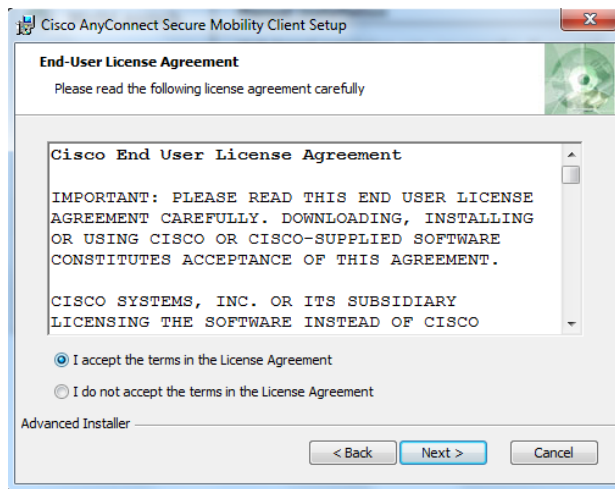 Cisco AnyConnect Secure Mobility Client Setup
End-User License Agreement
Please read the following license agreement carefully
Cisco End User License Agreement
IMPORTANT: PLEASE READ THIS END USER LICENSE
AGREEMENT CAREFULLY. DOWNLOADING, INSTALLING
OR USING CISCO OR CISCO-SUPPLIED SOFTWARE
CONSTITUTES ACCEPTANCE OF THIS AGREEMENT.
CISCO SYSTEMS, INC. OR ITS SUBSIDIARY
LICENSING THE SOFTWARE INSTEAD OF CISCO
I accept the terms in the License Agreement
I do not accept the terms in the License Agreement
Advanced Installer
< Back Next > Cancel